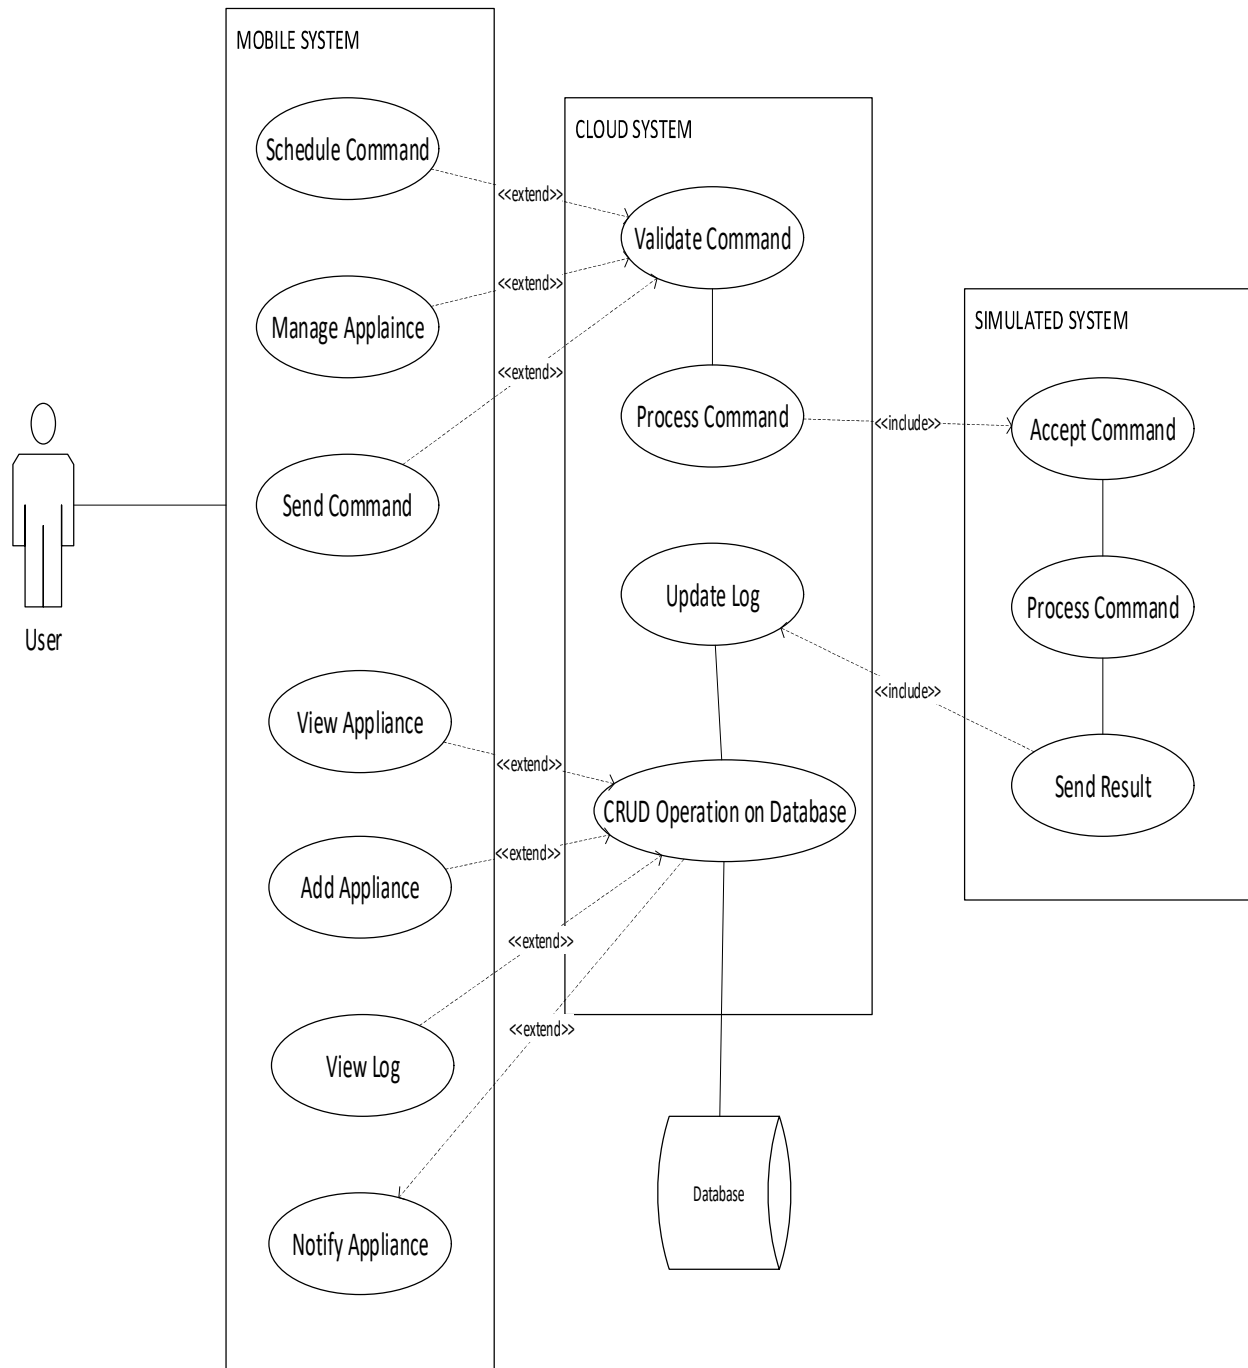 MOBILE SYSTEM
Schedule Command
Manage Applaince
Send Command
User
View Appliance
Add Appliance
View Log
Notify Appliance
<<extend>>
<<extend>>
<<extend>>
<<extend>>
<<extend>>
<<extend>>
<<extend>>
CLOUD SYSTEM
Validate Command
Process Command
Update Log
CRUD Operation on Database
Database
<<include>>
<<include>>
SIMULATED SYSTEM
Accept Command
Process Command
Send Result